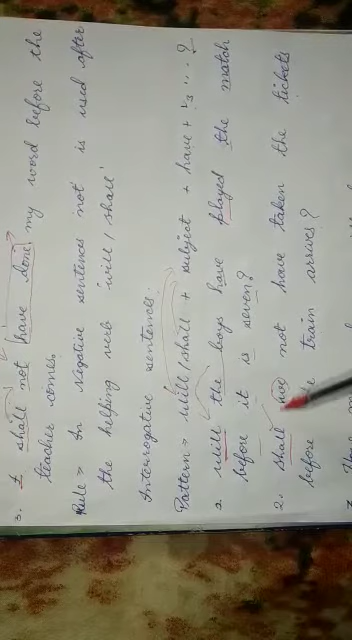 3. I shall not have done my word before the
teacher comes.
Rule > In Negative sentences 'not' is used after
the helping verb 'will, shall'
Interrogative sentences.
Pattern > will/shall + subject + have + V3 ... ?
1. will the boys have played the match
before it is seven?
2. shall we not have taken the tickets
before train arrives?
3.